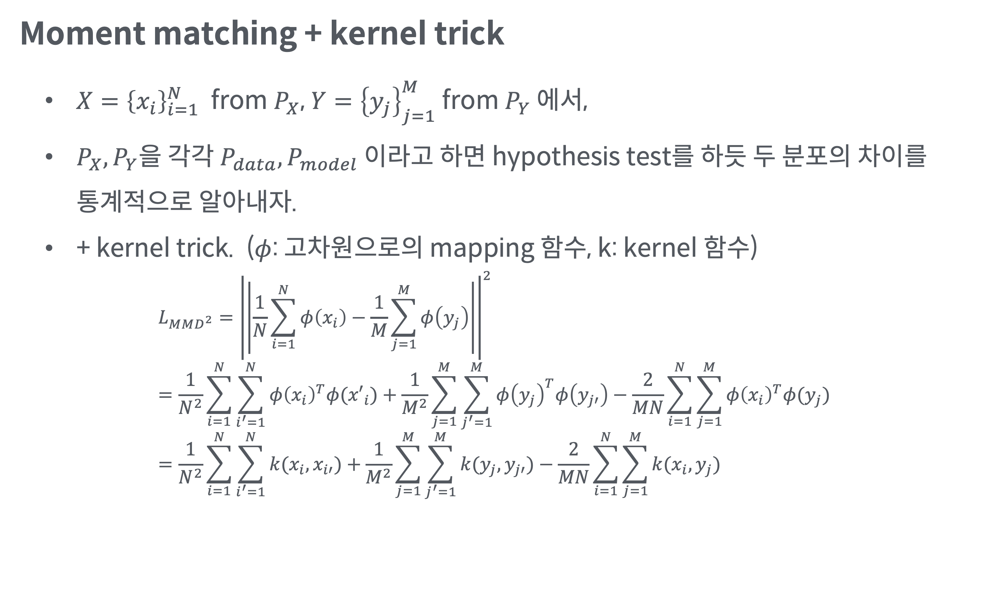 Moment matching + kernel trick
• $X = \{x_i\}_{i=1}^{N}$ from $P_X$, $Y = \{y_j\}_{j=1}^{M}$ from $P_Y$ 에서,
• $P_X, P_Y$을 각각 $P_{data}, P_{model}$ 이라고 하면 hypothesis test를 하듯 두 분포의 차이를
통계적으로 알아내자.
• + kernel trick. ($\phi$: 고차원으로의 mapping 함수, k: kernel 함수)
$L_{MMD^2} = \left\| \frac{1}{N} \sum_{i=1}^{N} \phi(x_i) - \frac{1}{M} \sum_{j=1}^{M} \phi(y_j) \right\|^2$
$= \frac{1}{N^2} \sum_{i=1}^{N} \sum_{i'=1}^{N} \phi(x_i)^T \phi(x'_i) + \frac{1}{M^2} \sum_{j=1}^{M} \sum_{j'=1}^{M} \phi(y_j)^T \phi(y_{j'}) - \frac{2}{MN} \sum_{i=1}^{N} \sum_{j=1}^{M} \phi(x_i)^T \phi(y_j)$
$= \frac{1}{N^2} \sum_{i=1}^{N} \sum_{i'=1}^{N} k(x_i, x_{i'}) + \frac{1}{M^2} \sum_{j=1}^{M} \sum_{j'=1}^{M} k(y_j, y_{j'}) - \frac{2}{MN} \sum_{i=1}^{N} \sum_{j=1}^{M} k(x_i, y_j)$